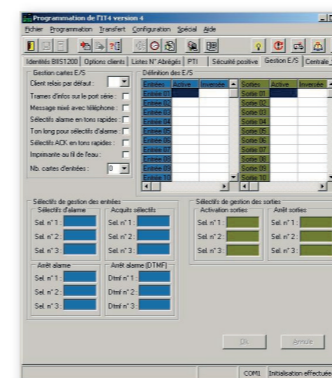 Programmation de l'IT4 version 4
Fichier Programmation Transfert Configuration Spécial Aide
Identités BIIS1200 Options clients Listes N° Abrégés PTI Sécurité positive Gestion E/S Centrale
Gestion cartes E/S
Client relais par défaut :
Trames d'infos sur le port série :
Message mixé avec téléphonie :
Sélectifs alarme en tons rapides :
Ton long pour sélectifs d'alarme :
Sélectifs ACK en tons rapides :
Imprimante au fil de l'eau :
Nb. cartes d'entrées : 0
Définition des E/S
Entrées Active Inversée Sorties Active Inversée
Entrée 01 Sortie 01
Entrée 02 Sortie 02
Entrée 03 Sortie 03
Entrée 04 Sortie 04
Entrée 05 Sortie 05
Entrée 06 Sortie 06
Entrée 07 Sortie 07
Entrée 08 Sortie 08
Entrée 09 Sortie 09
Entrée 10 Sortie 10
Sélectifs de gestion des entrées
Sélectifs d'alarme Acquits sélectifs
Sel. n° 1 : Sel. n° 1 :
Sel. n° 2 : Sel. n° 2 :
Sel. n° 3 : Sel. n° 3 :
Arrêt alarme Arrêt alarme (DTMF)
Sel. n° 1 : Dtmf n° 1 :
Sel. n° 2 : Dtmf n° 2 :
Sel. n° 3 : Dtmf n° 3 :
Sélectifs de gestion des sorties
Activation sorties Arrêt sorties
Sel. n° 1 : Sel. n° 1 :
Sel. n° 2 : Sel. n° 2 :
Sel. n° 3 : Sel. n° 3 :
Ok Annule
COM1 Initialisation effectuée